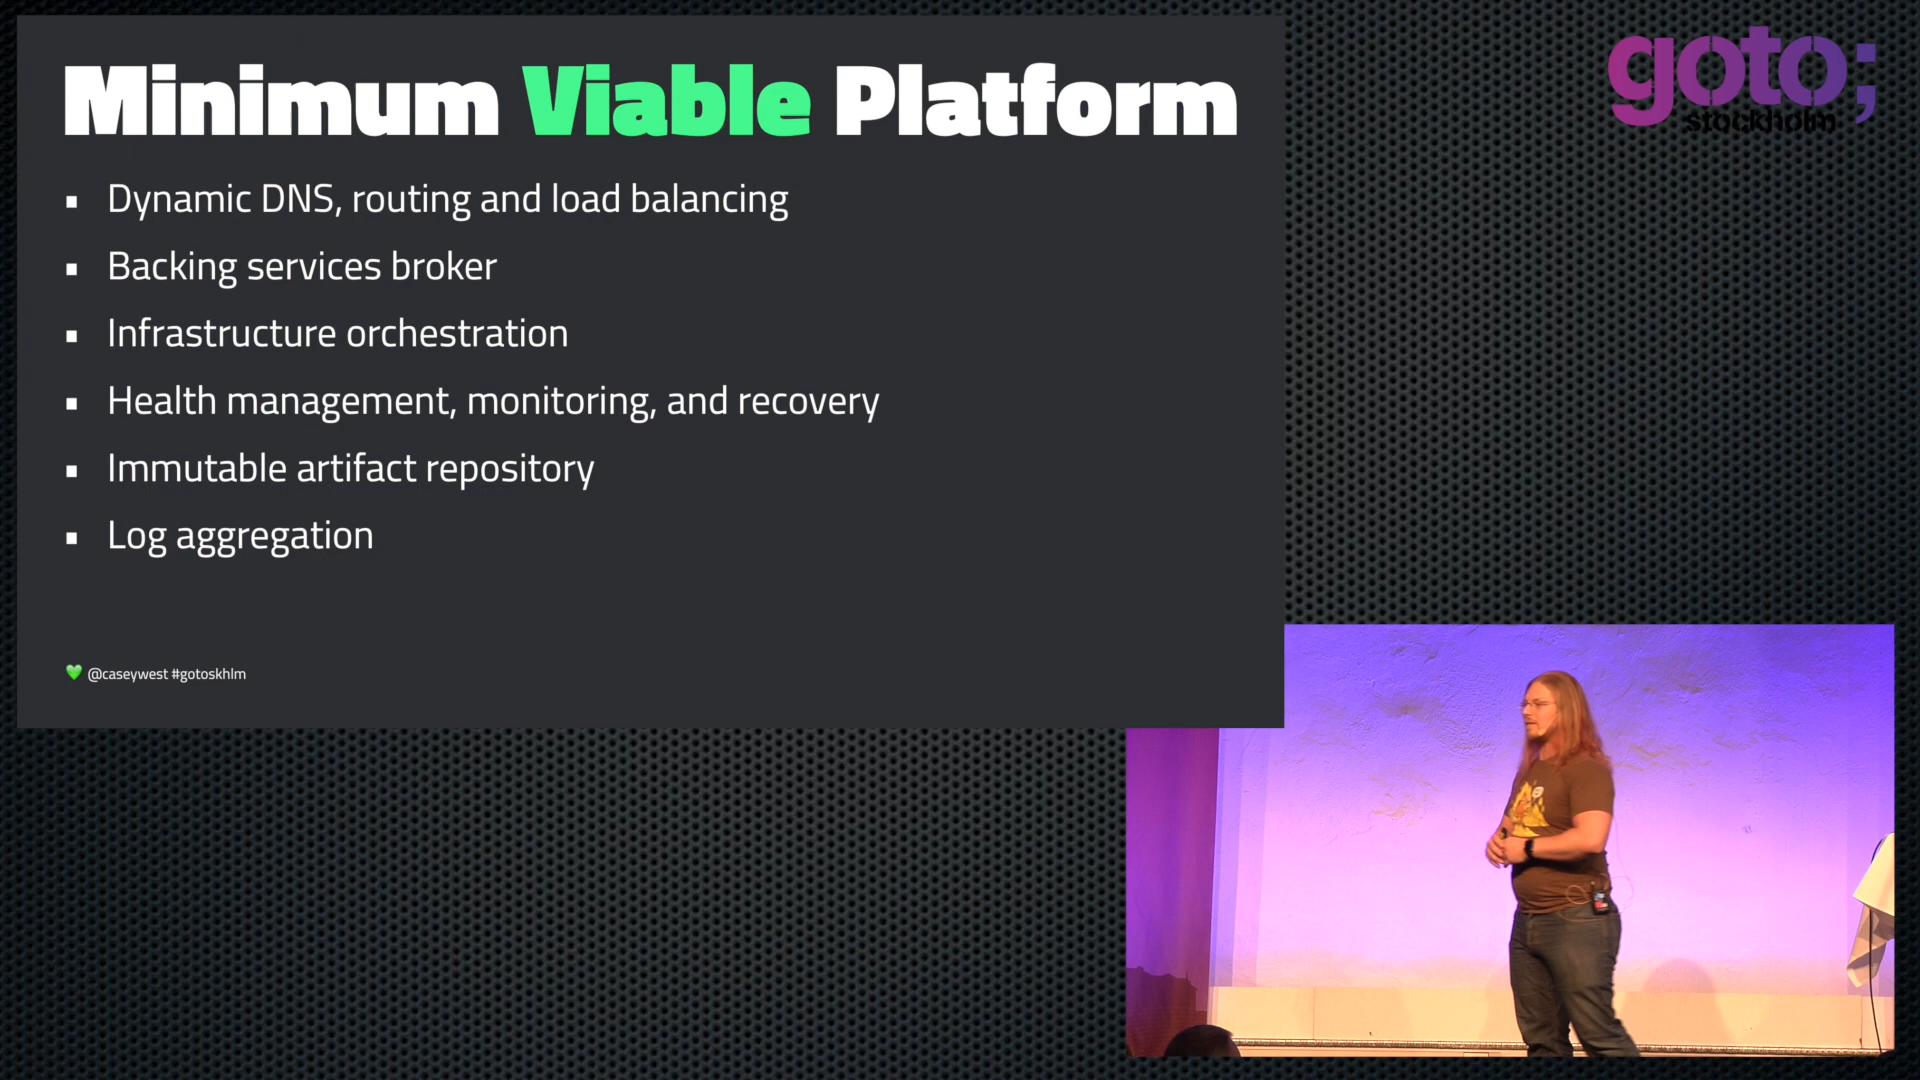 Minimum Viable Platform
▪ Dynamic DNS, routing and load balancing
▪ Backing services broker
▪ Infrastructure orchestration
▪ Health management, monitoring, and recovery
▪ Immutable artifact repository
▪ Log aggregation
💚 @caseywest #gotoskhlm
goto;
stockholm